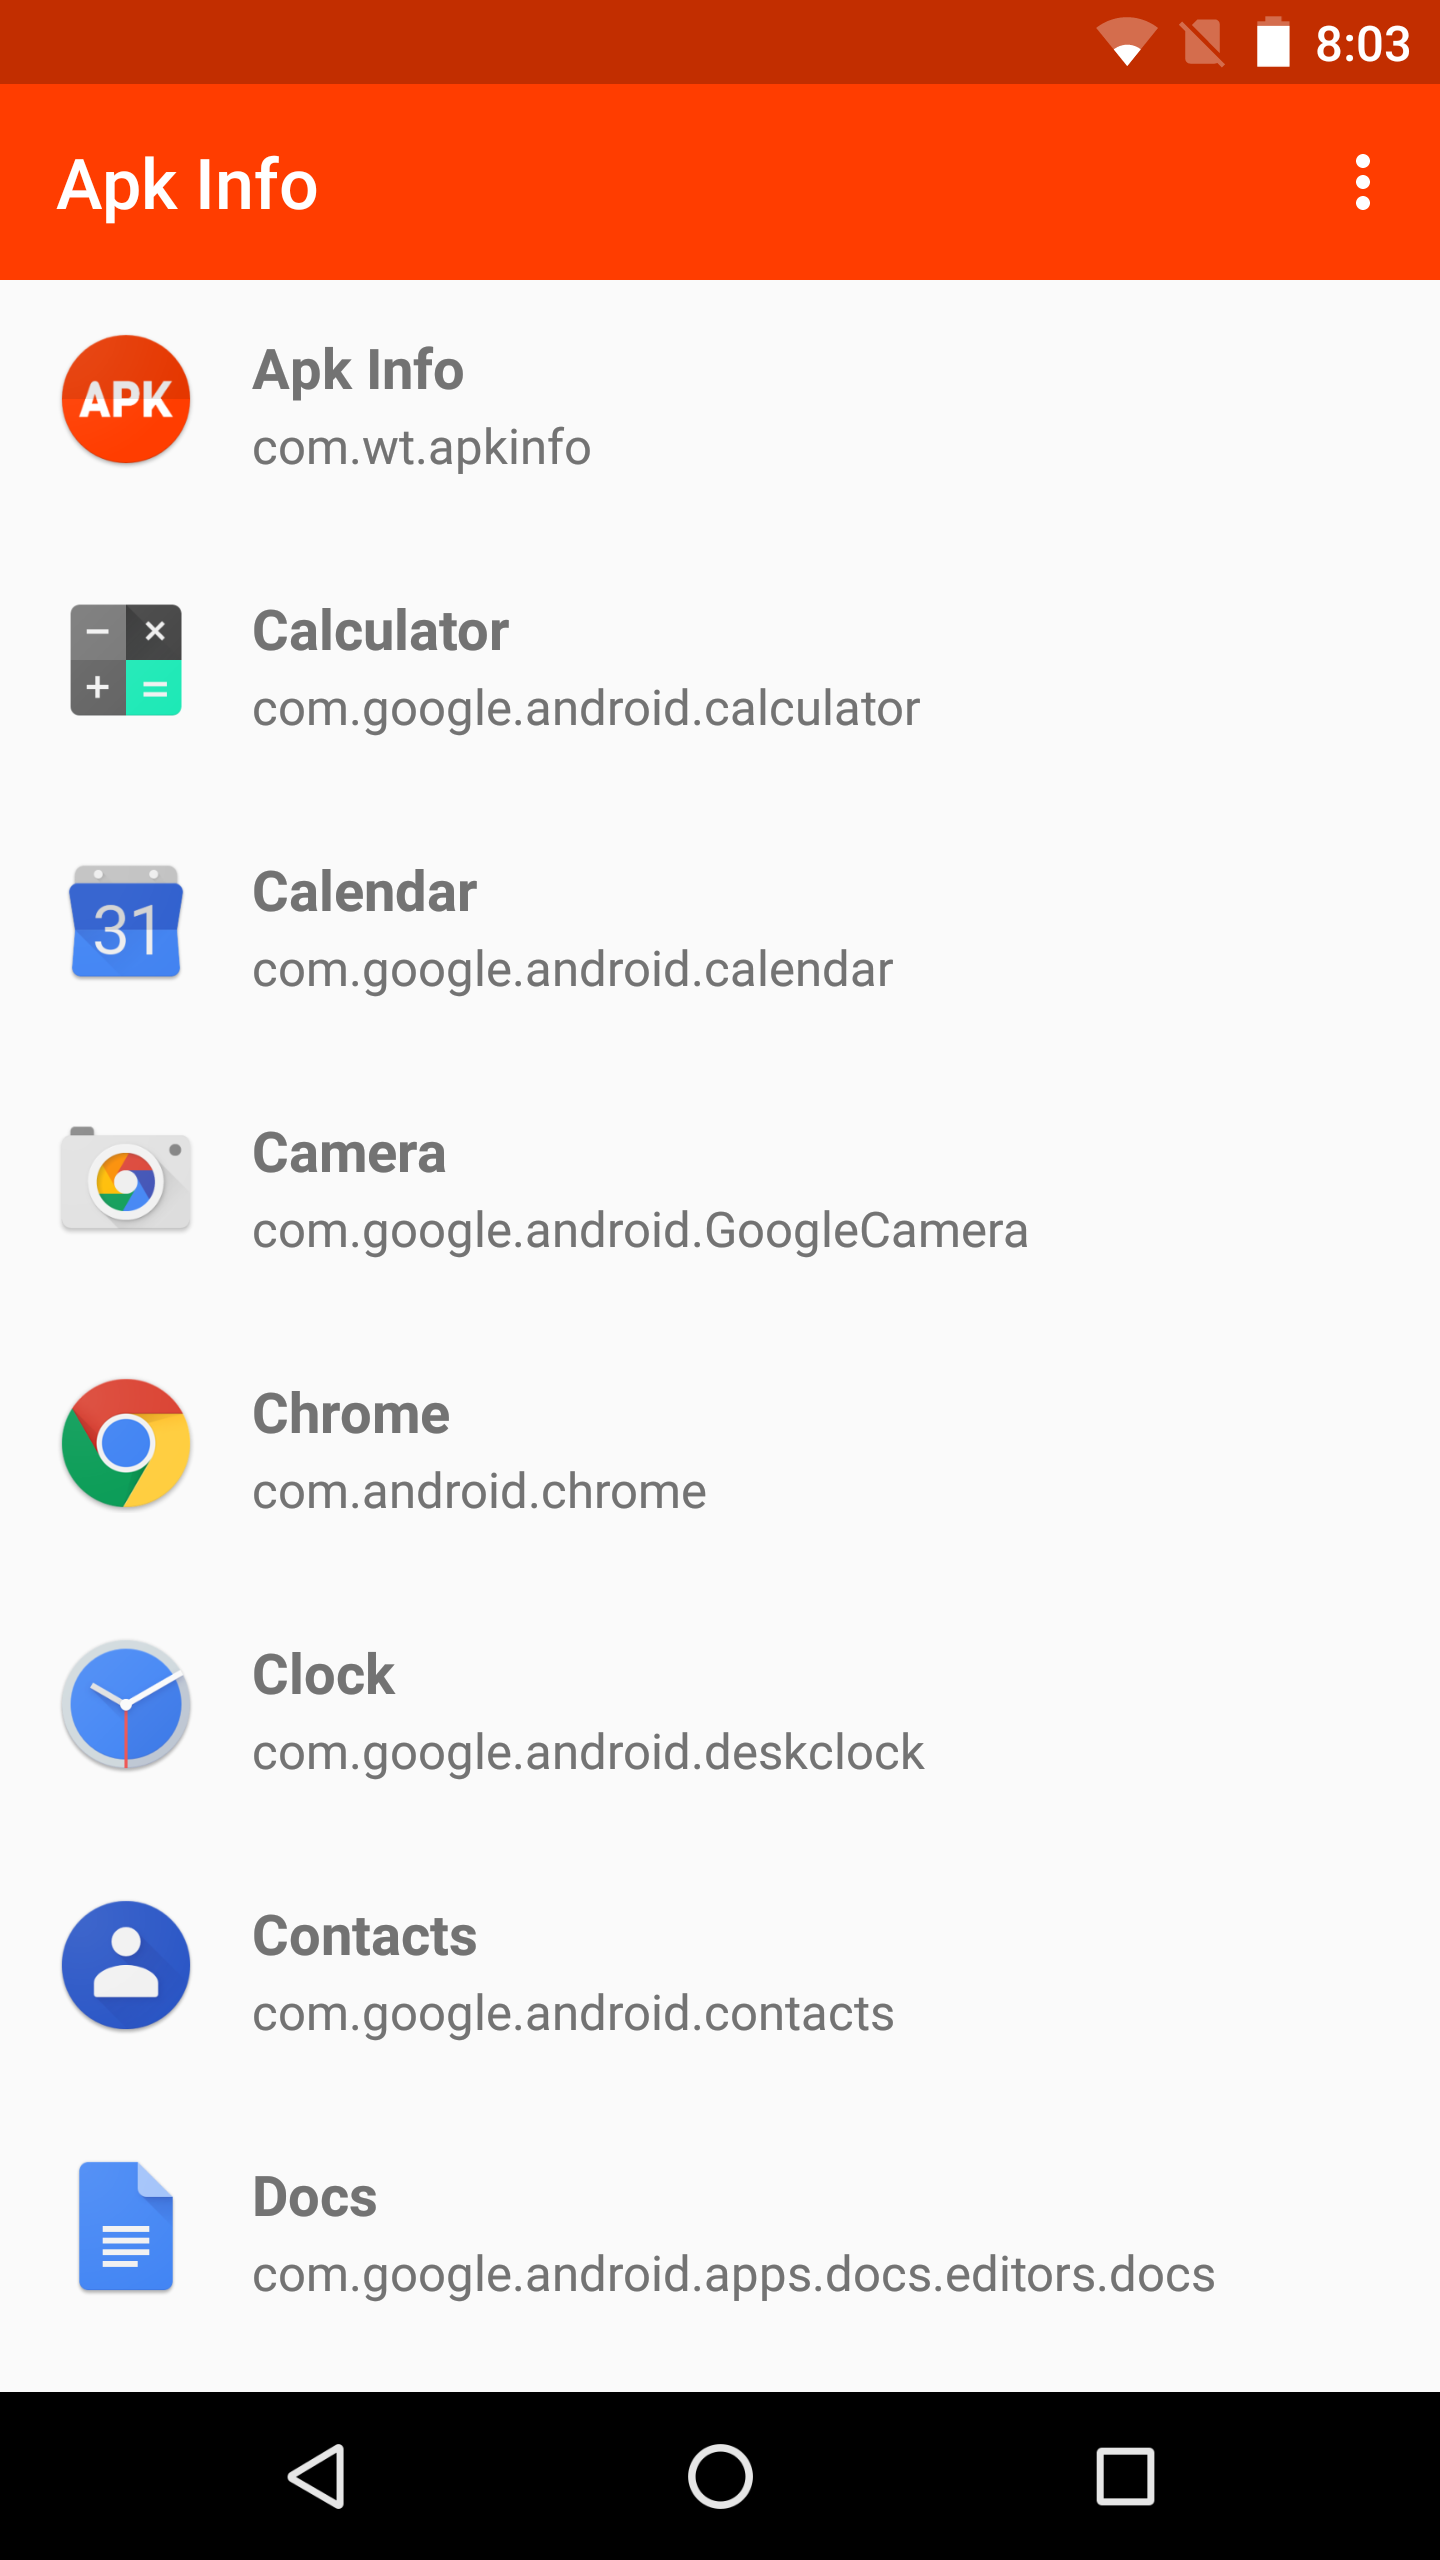 8:03
Apk Info
APK
Apk Info
com.wt.apkinfo
Calculator
com.google.android.calculator
31
Calendar
com.google.android.calendar
Camera
com.google.android.GoogleCamera
Chrome
com.android.chrome
Clock
com.google.android.deskclock
Contacts
com.google.android.contacts
Docs
com.google.android.apps.docs.editors.docs